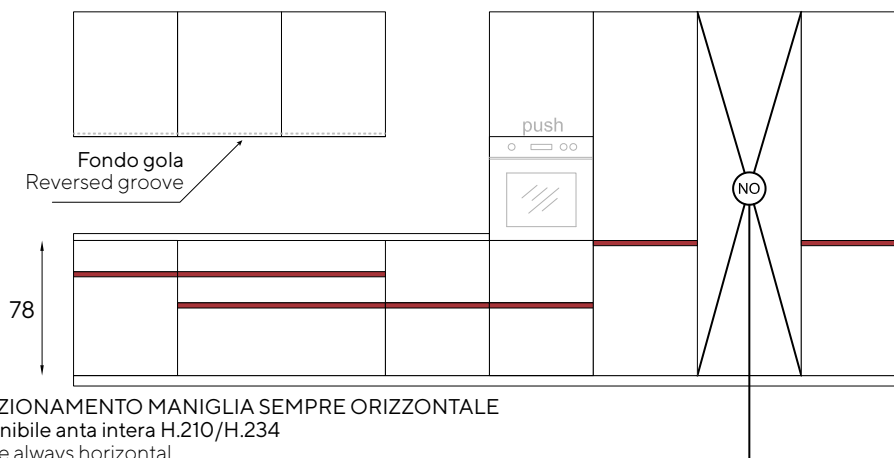 push
NO
Fondo gola
Reversed groove
78
ZIONAMENTO MANIGLIA SEMPRE ORIZZONTALE
nibile anta intera H.210/H.234
e always horizontal